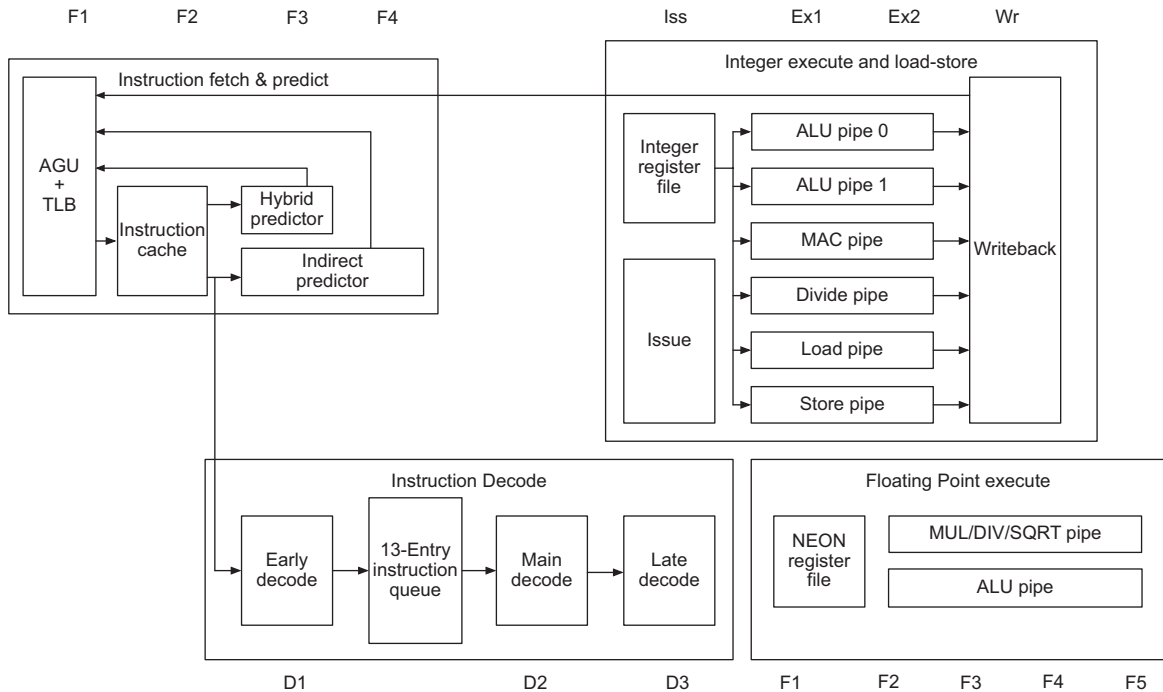 F1 F2 F3 F4 Iss Ex1 Ex2 Wr
Instruction fetch & predict
AGU
+
TLB
Instruction
cache
Hybrid
predictor
Indirect
predictor
Integer execute and load-store
Integer
register
file
Issue
ALU pipe 0
ALU pipe 1
MAC pipe
Divide pipe
Load pipe
Store pipe
Writeback
Instruction Decode
Early
decode
13-Entry
instruction
queue
Main
decode
Late
decode
Floating Point execute
NEON
register
file
MUL/DIV/SQRT pipe
ALU pipe
D1 D2 D3 F1 F2 F3 F4 F5